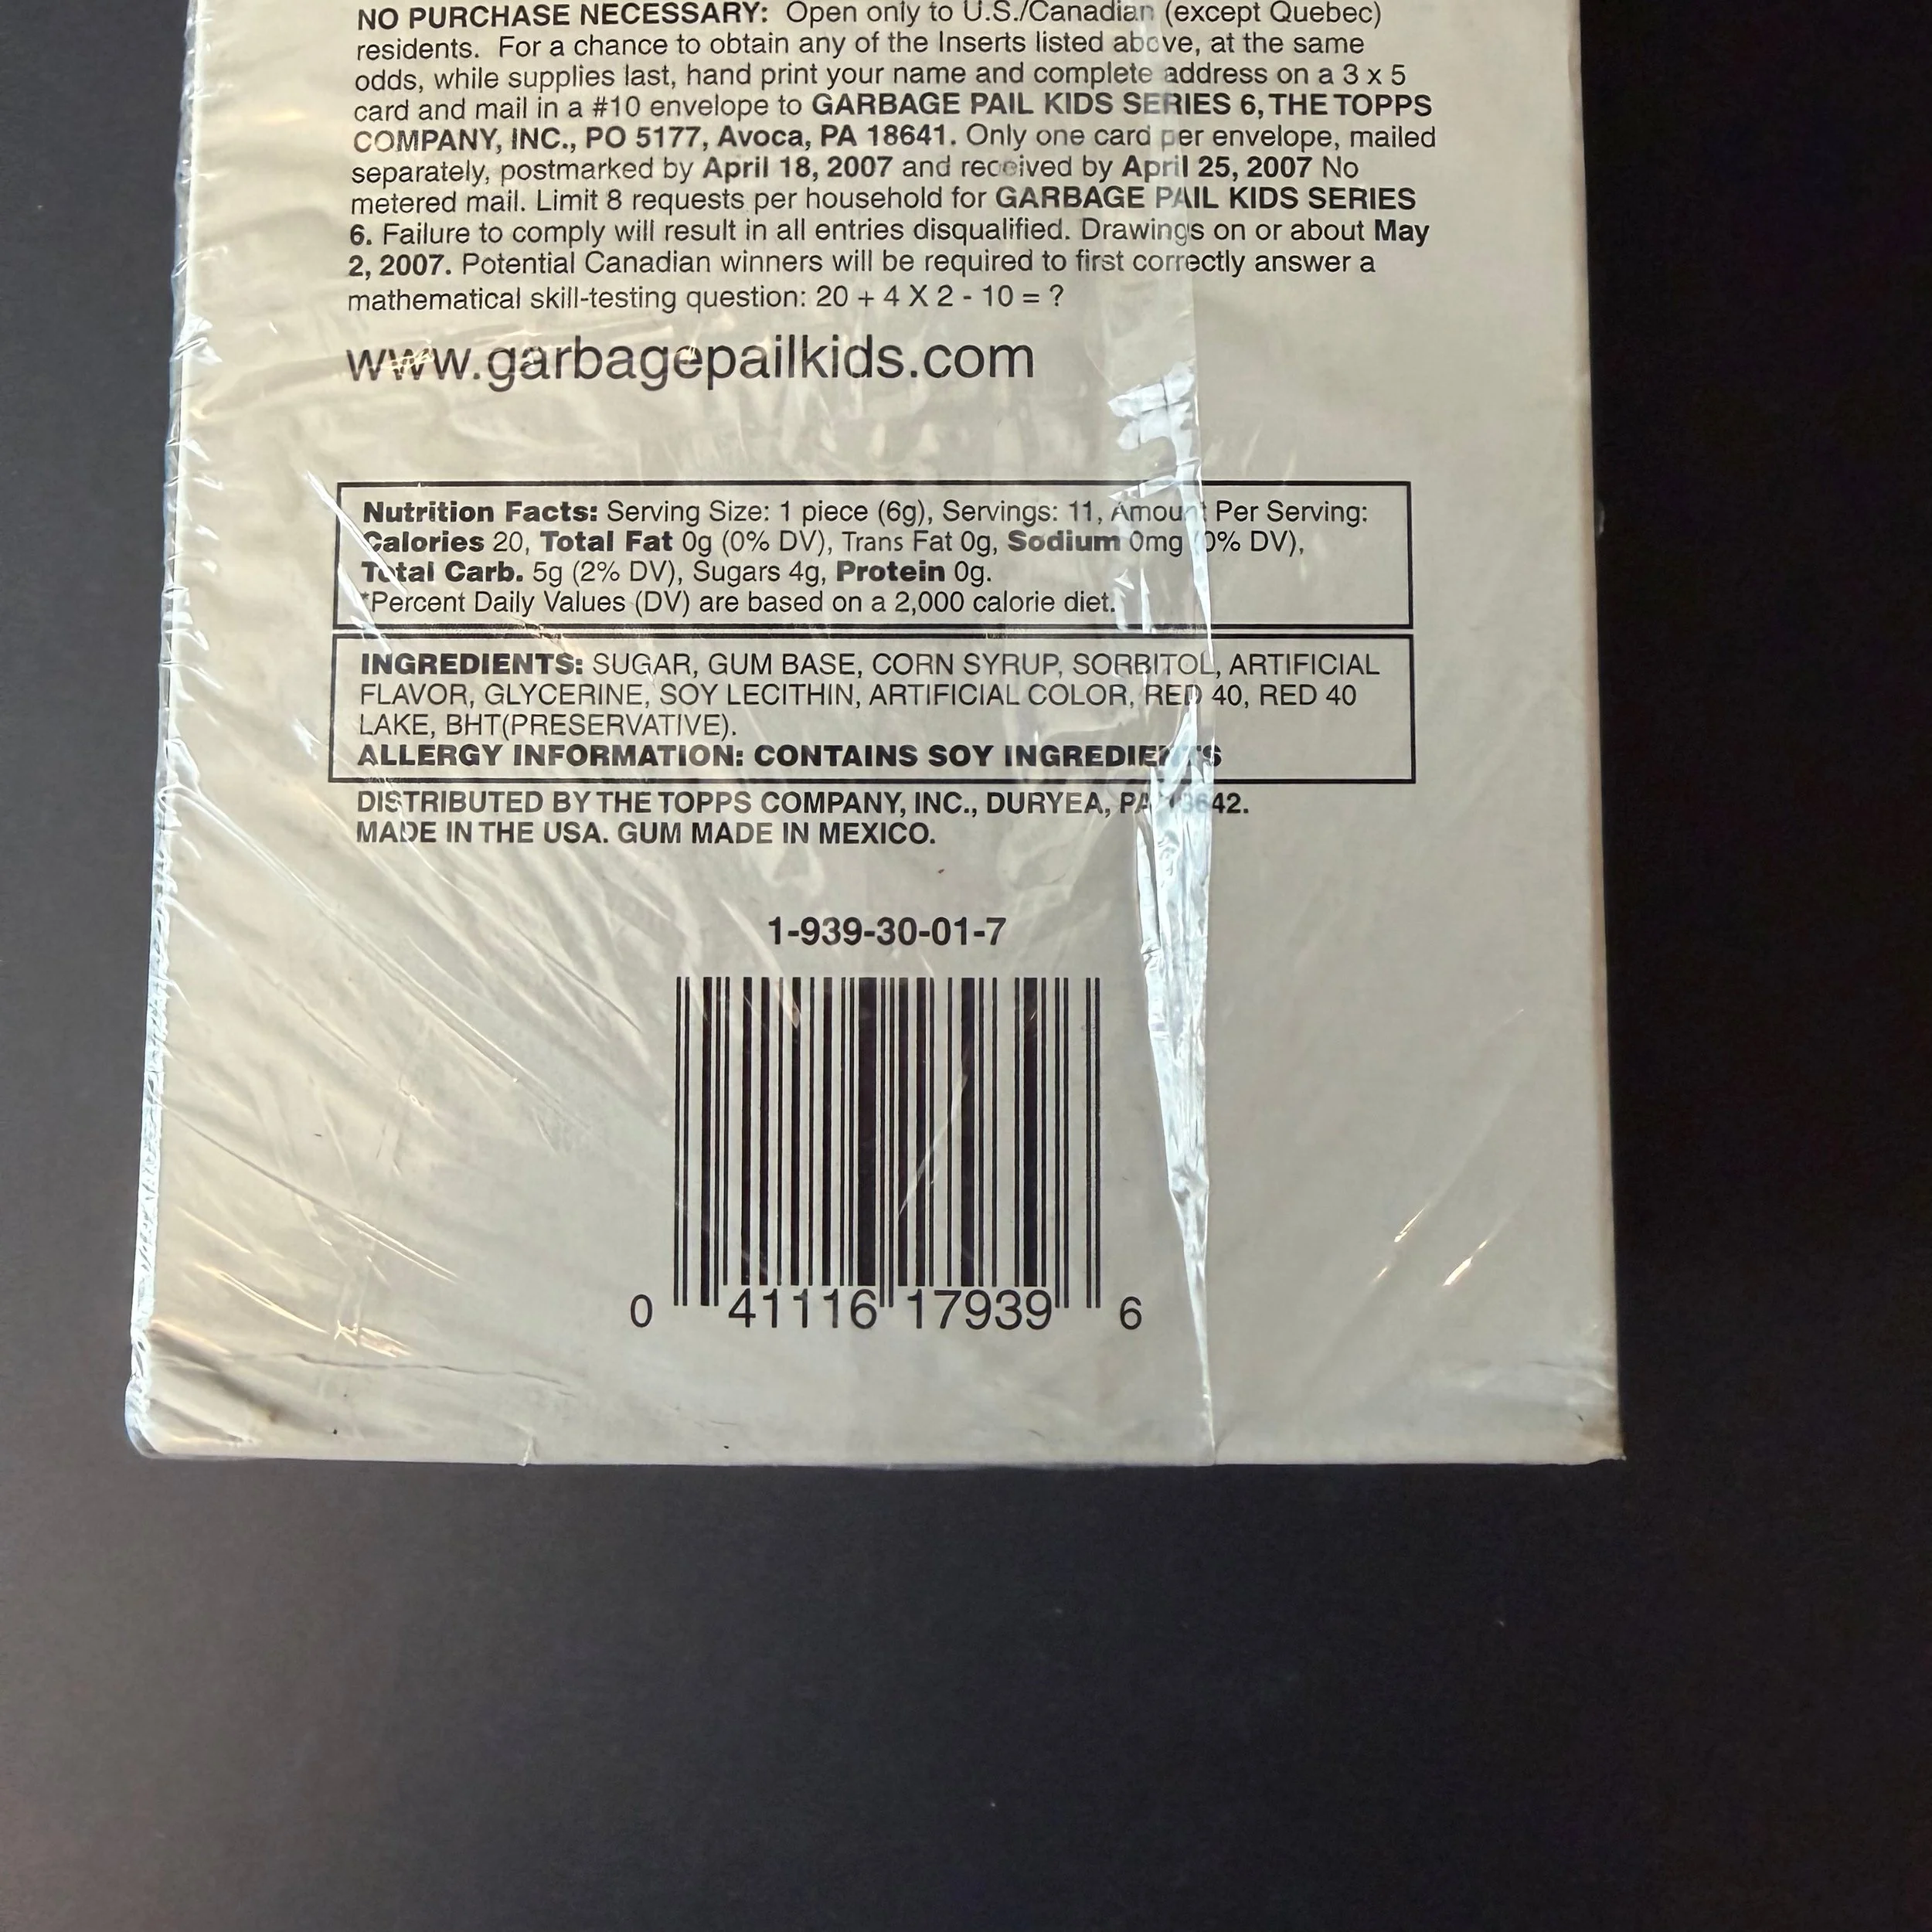 NO PURCHASE NECESSARY: Open only to U.S./Canadian (except Quebec)
residents. For a chance to obtain any of the Inserts listed above, at the same
odds, while supplies last, hand print your name and complete address on a 3 x 5
card and mail in a #10 envelope to GARBAGE PAIL KIDS SERIES 6, THE TOPPS
COMPANY, INC., PO 5177, Avoca, PA 18641. Only one card per envelope, mailed
separately, postmarked by April 18, 2007 and received by April 25, 2007 No
metered mail. Limit 8 requests per household for GARBAGE PAIL KIDS SERIES
6. Failure to comply will result in all entries disqualified. Drawings on or about May
2, 2007. Potential Canadian winners will be required to first correctly answer a
mathematical skill-testing question: 20 + 4 X 2 - 10 = ?
www.garbagepailkids.com
Nutrition Facts: Serving Size: 1 piece (6g), Servings: 11, Amount Per Serving:
Calories 20, Total Fat 0g (0% DV), Trans Fat 0g, Sodium 0mg (0% DV),
Total Carb. 5g (2% DV), Sugars 4g, Protein 0g.
*Percent Daily Values (DV) are based on a 2,000 calorie diet.
INGREDIENTS: SUGAR, GUM BASE, CORN SYRUP, SORBITOL, ARTIFICIAL
FLAVOR, GLYCERINE, SOY LECITHIN, ARTIFICIAL COLOR, RED 40, RED 40
LAKE, BHT(PRESERVATIVE).
ALLERGY INFORMATION: CONTAINS SOY INGREDIENTS
DISTRIBUTED BY THE TOPPS COMPANY, INC., DURYEA, PA 18642.
MADE IN THE USA. GUM MADE IN MEXICO.
1-939-30-01-7
0 41116 17939 6